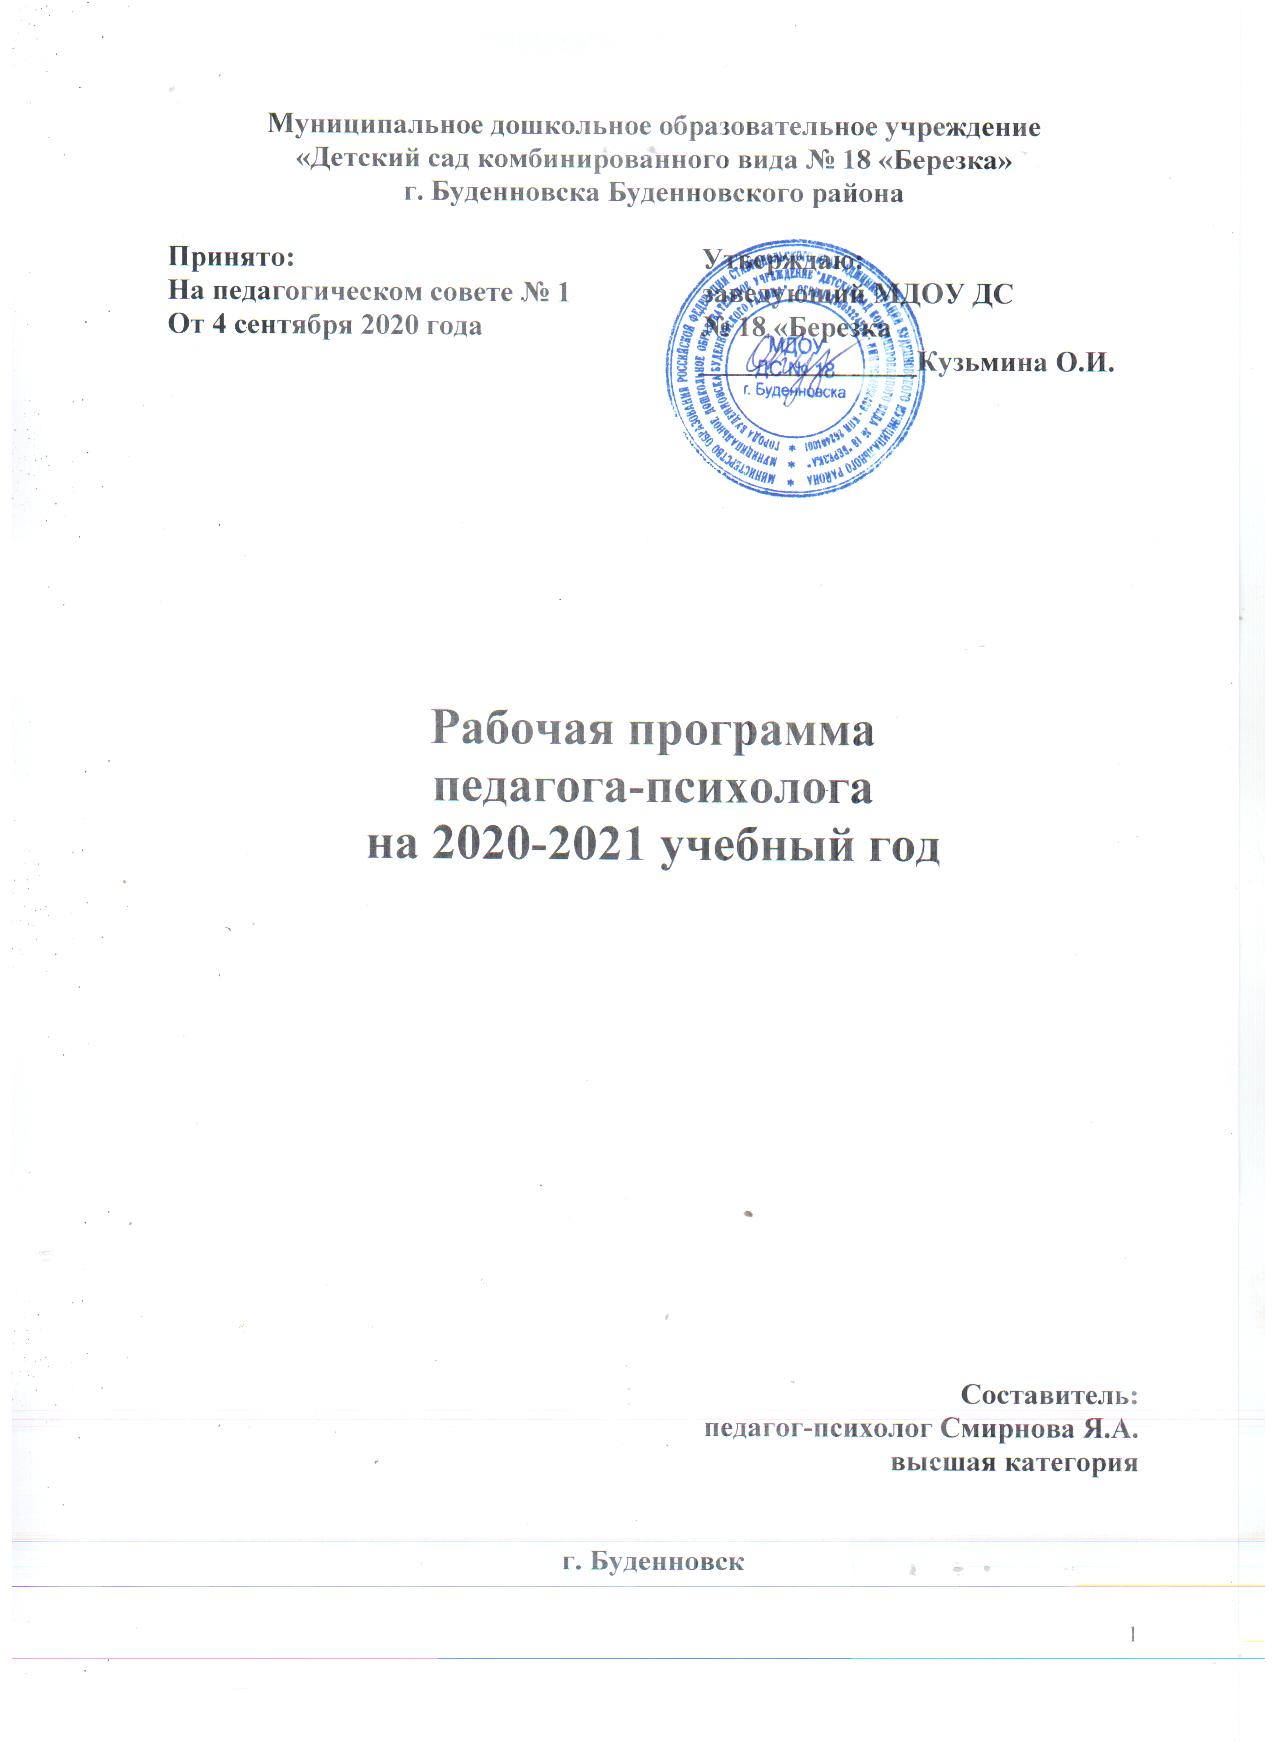 Муниципальное дошкольное образовательное учреждение
«Детский сад комбинированного вида № 18 «Березка»
г. Буденновска Буденновского района
Принято:
На педагогическом совете № 1
От 4 сентября 2020 года
Утверждаю:
заведующий МДОУ ДС
№ 18 «Березка
Кузьмина О.И.
МДОУ
ДС № 18
г. Буденновска
Рабочая программа
педагога-психолога
на 2020-2021 учебный год
Составитель:
педагог-психолог Смирнова Я.А.
высшая категория
г. Буденновск
1